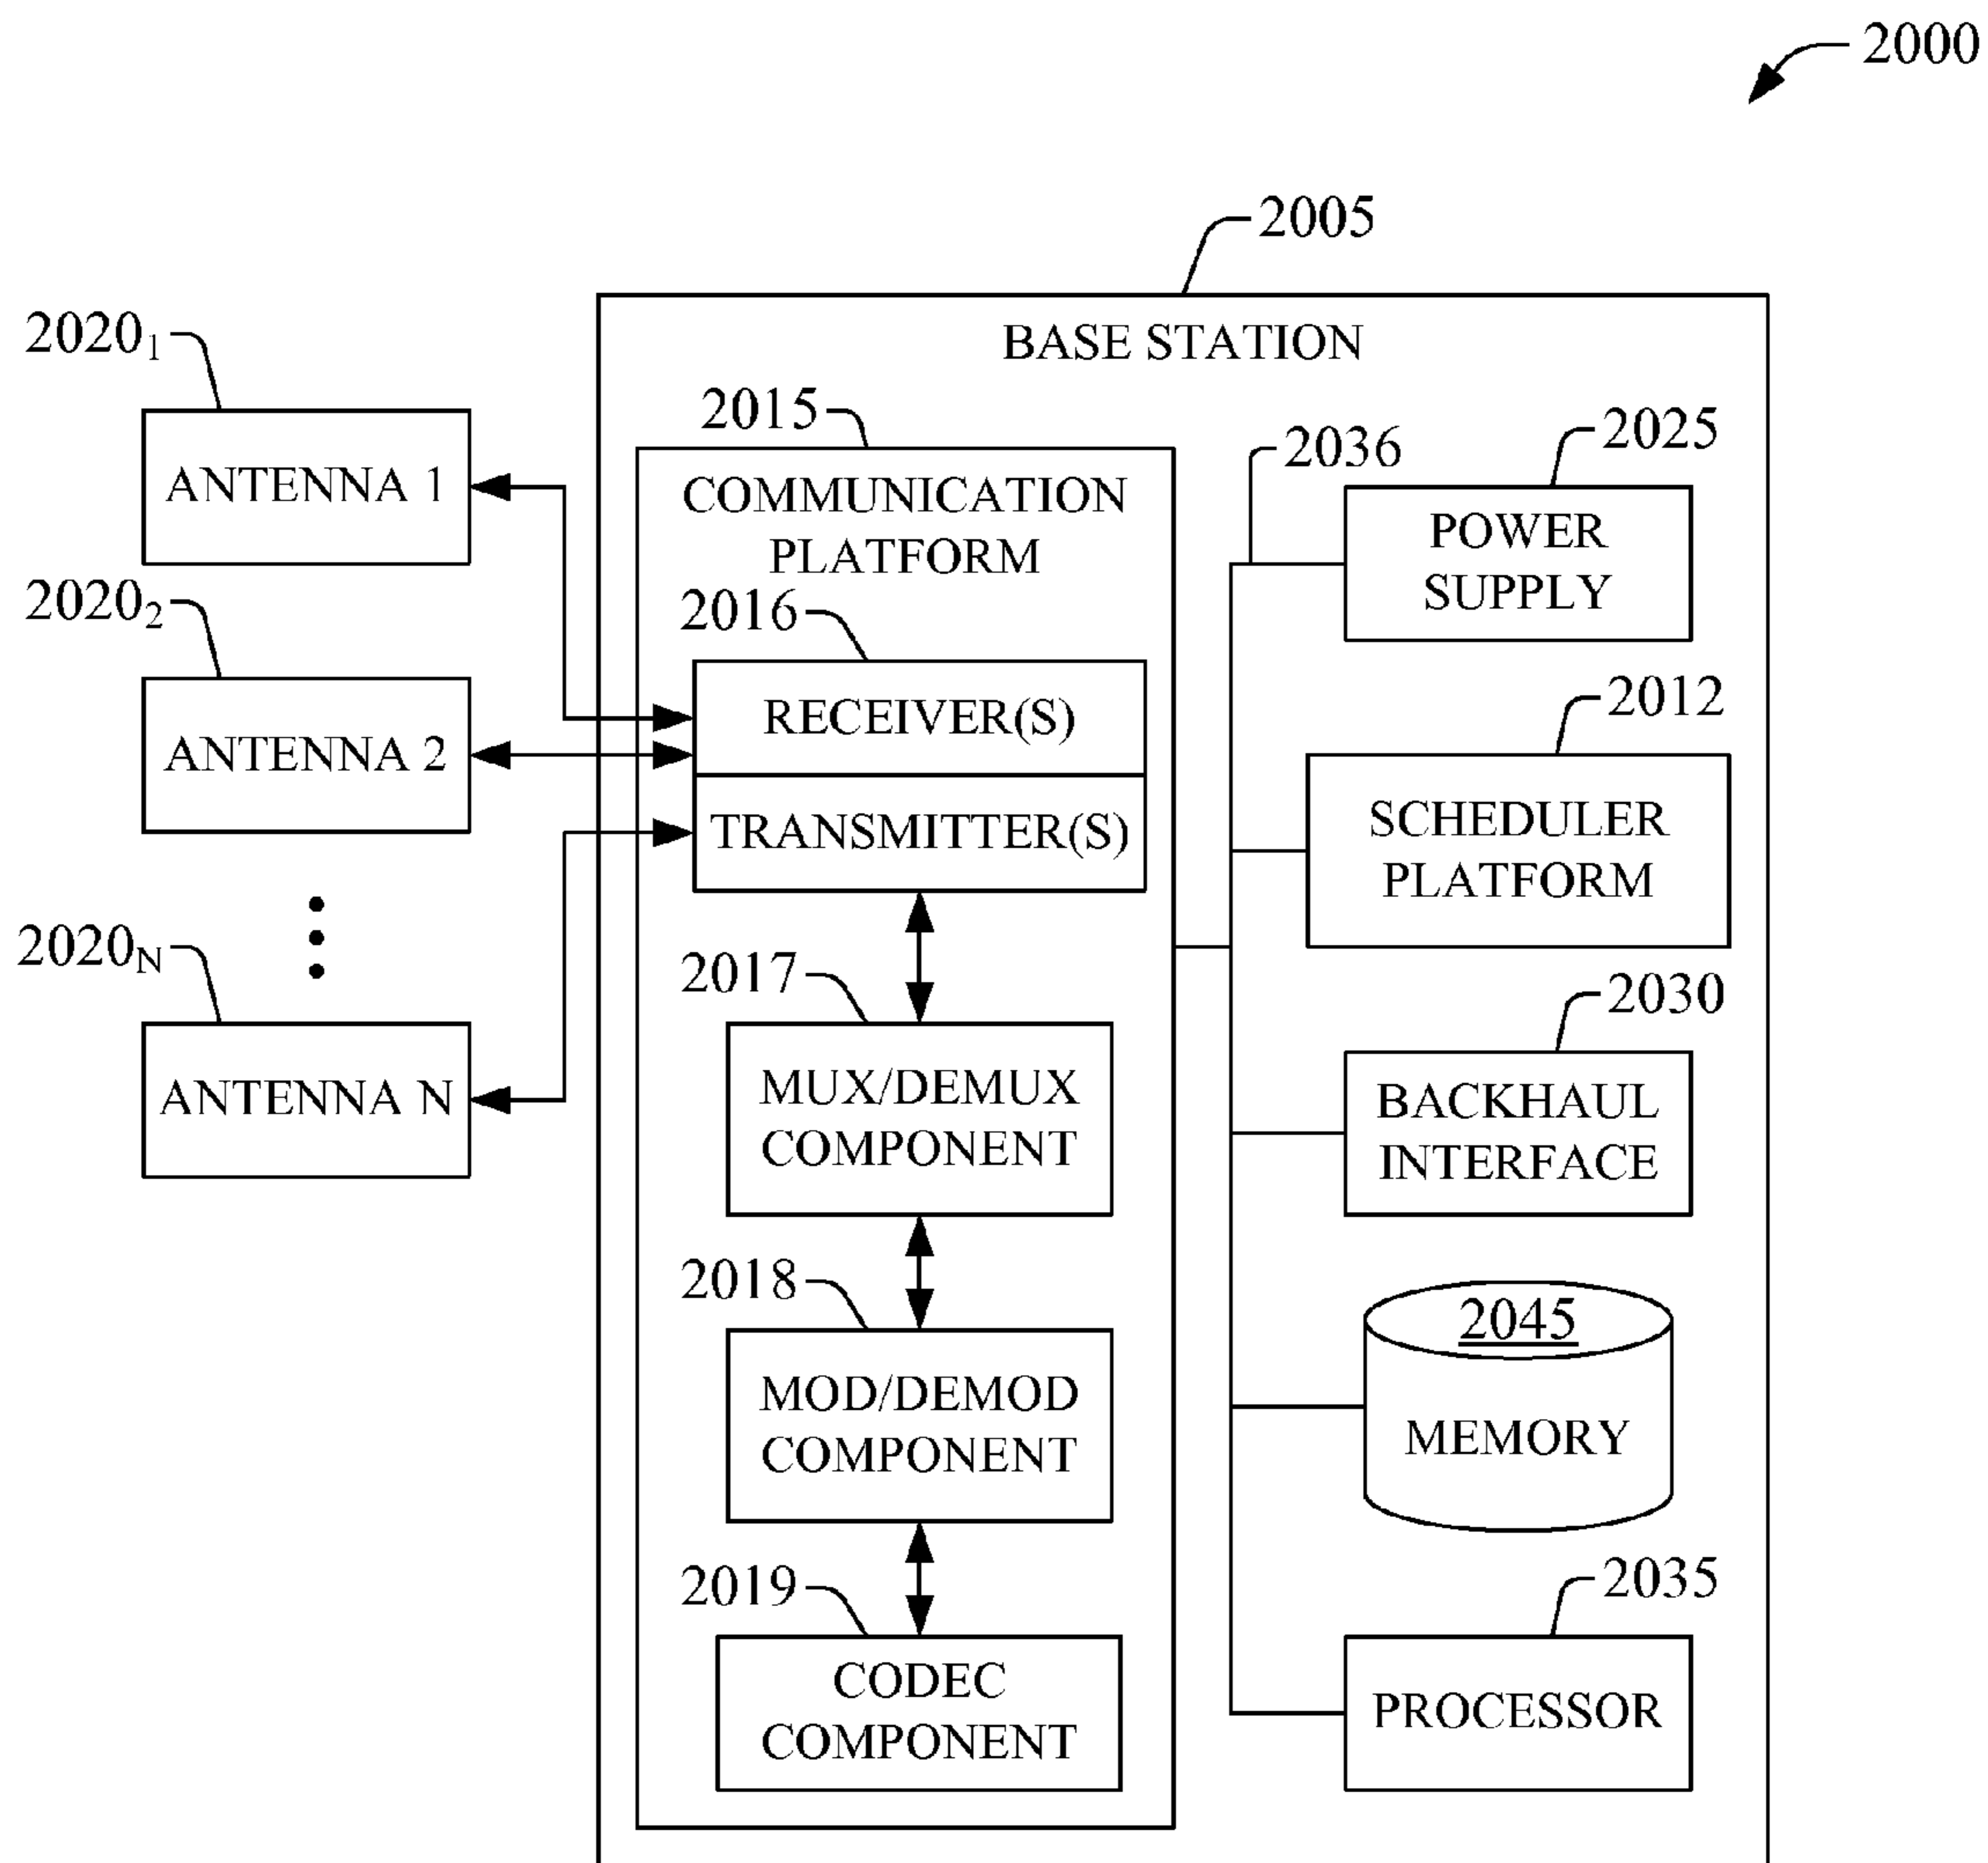 2000
2005
BASE STATION
2020₁
ANTENNA 1
2020₂
ANTENNA 2
2020N
ANTENNA N
2015
COMMUNICATION
PLATFORM
2016
RECEIVER(S)
TRANSMITTER(S)
2017
MUX/DEMUX
COMPONENT
2018
MOD/DEMOD
COMPONENT
2019
CODEC
COMPONENT
2036
2025
POWER
SUPPLY
2012
SCHEDULER
PLATFORM
2030
BACKHAUL
INTERFACE
2045
MEMORY
2035
PROCESSOR